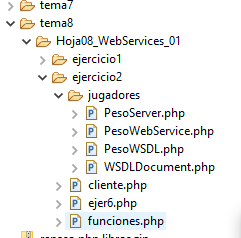 tema7
tema8
Hoja08_WebServices_01
ejercicio1
ejercicio2
jugadores
PesoServer.php
PesoWebService.php
PesoWSDL.php
WSDLDocument.php
cliente.php
ejer6.php
funciones.php